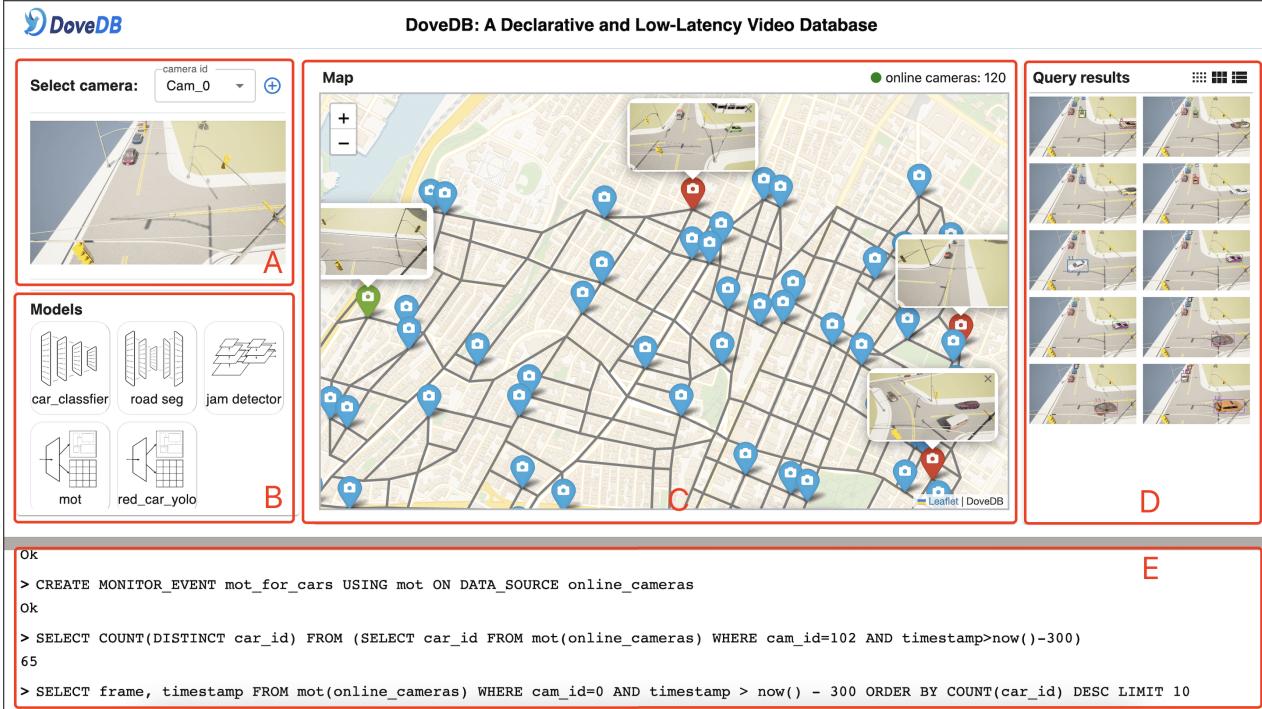 DoveDB
DoveDB: A Declarative and Low-Latency Video Database
Select camera:
camera id
Cam_0
A
Models
car_classfier
road seg
jam detector
mot
red_car_yolo
B
Map
online cameras: 120
+
−
C
Leaflet | DoveDB
Query results
D
Ok
> CREATE MONITOR_EVENT mot_for_cars USING mot ON DATA_SOURCE online_cameras
Ok
> SELECT COUNT(DISTINCT car_id) FROM (SELECT car_id FROM mot(online_cameras) WHERE cam_id=102 AND timestamp>now()-300)
65
> SELECT frame, timestamp FROM mot(online_cameras) WHERE cam_id=0 AND timestamp > now() - 300 ORDER BY COUNT(car_id) DESC LIMIT 10
E